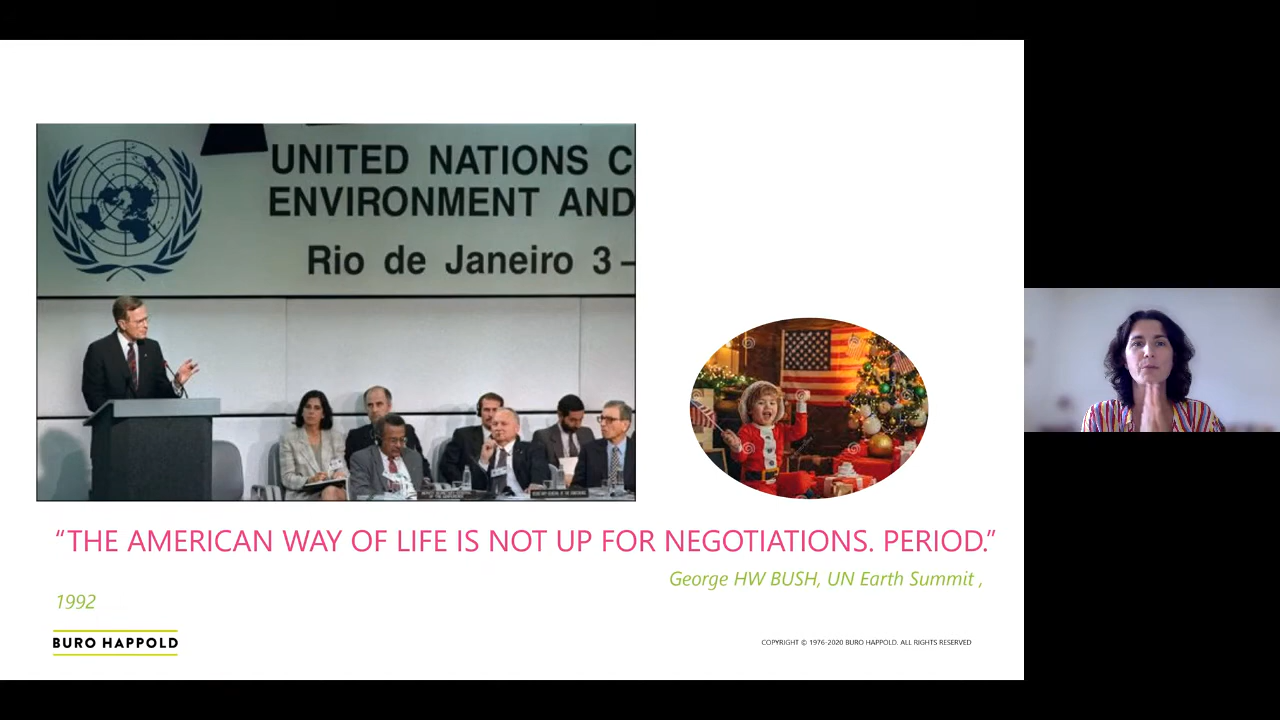 UNITED NATIONS C
ENVIRONMENT AND
Rio de Janeiro 3 –
“THE AMERICAN WAY OF LIFE IS NOT UP FOR NEGOTIATIONS. PERIOD.”
George HW BUSH, UN Earth Summit ,
1992
BURO HAPPOLD
COPYRIGHT © 1976-2020 BURO HAPPOLD. ALL RIGHTS RESERVED